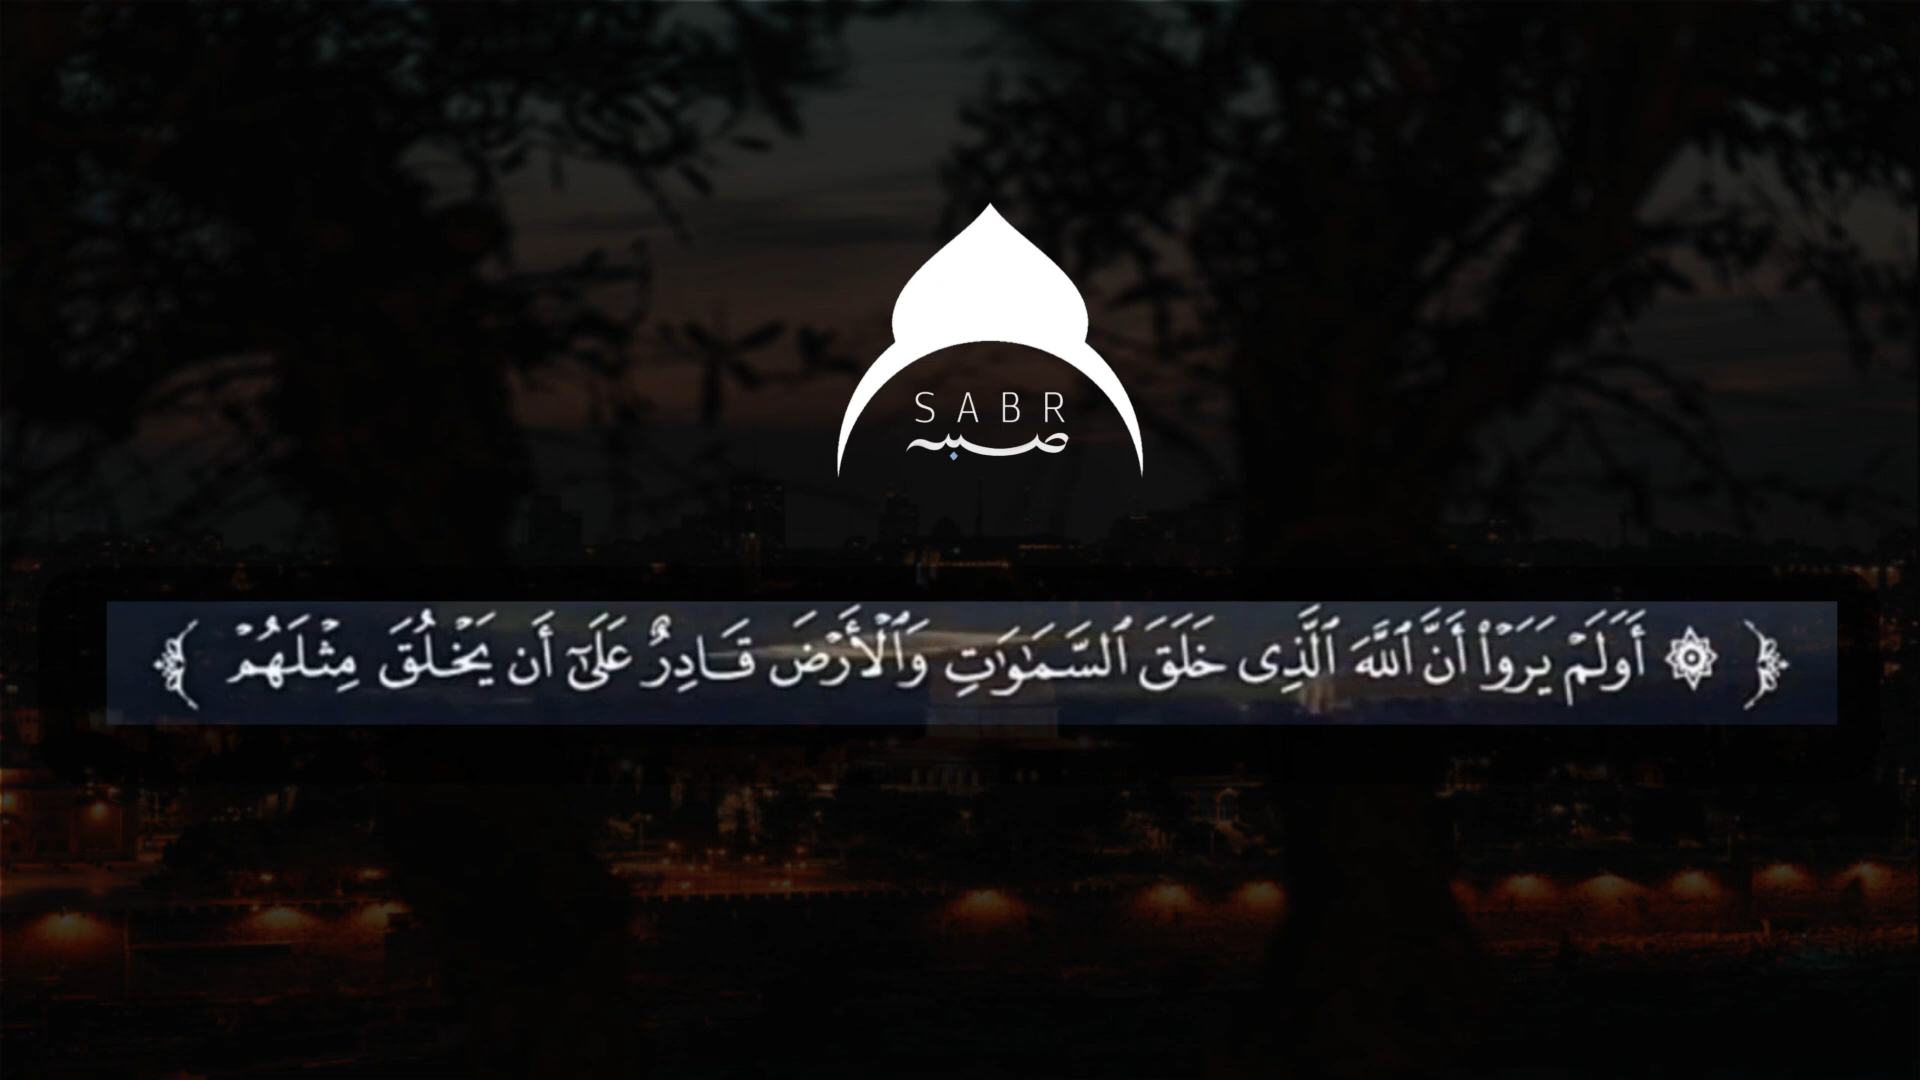 SABR
صبر
﴿ ۞ أَوَلَمْ يَرَوْا۟ أَنَّ ٱللَّهَ ٱلَّذِى خَلَقَ ٱلسَّمَـٰوَٰتِ وَٱلْأَرْضَ قَادِرٌ عَلَىٰٓ أَن يَخْلُقَ مِثْلَهُمْ ﴾